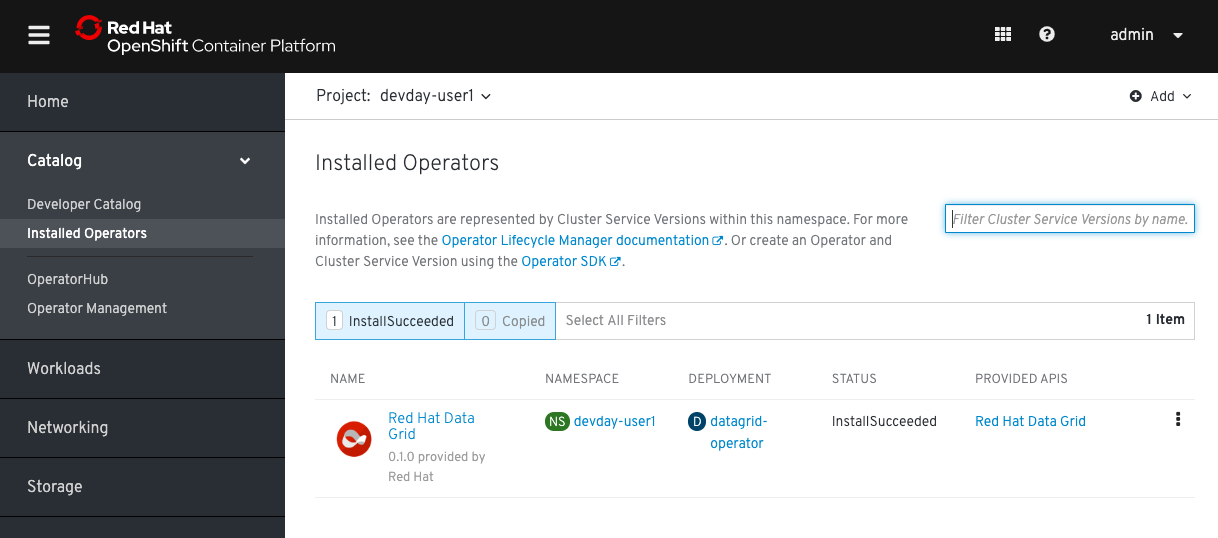 Red Hat
OpenShift Container Platform
admin
Home
Catalog
Developer Catalog
Installed Operators
OperatorHub
Operator Management
Workloads
Networking
Storage
Project: devday-user1
Add
Installed Operators
Installed Operators are represented by Cluster Service Versions within this namespace. For more
information, see the Operator Lifecycle Manager documentation. Or create an Operator and
Cluster Service Version using the Operator SDK.
Filter Cluster Service Versions by name.
1 InstallSucceeded 0 Copied Select All Filters 1 Item
NAME NAMESPACE DEPLOYMENT STATUS PROVIDED APIS
Red Hat Data
Grid
0.1.0 provided by
Red Hat
NS devday-user1
D datagrid-
operator
InstallSucceeded
Red Hat Data Grid